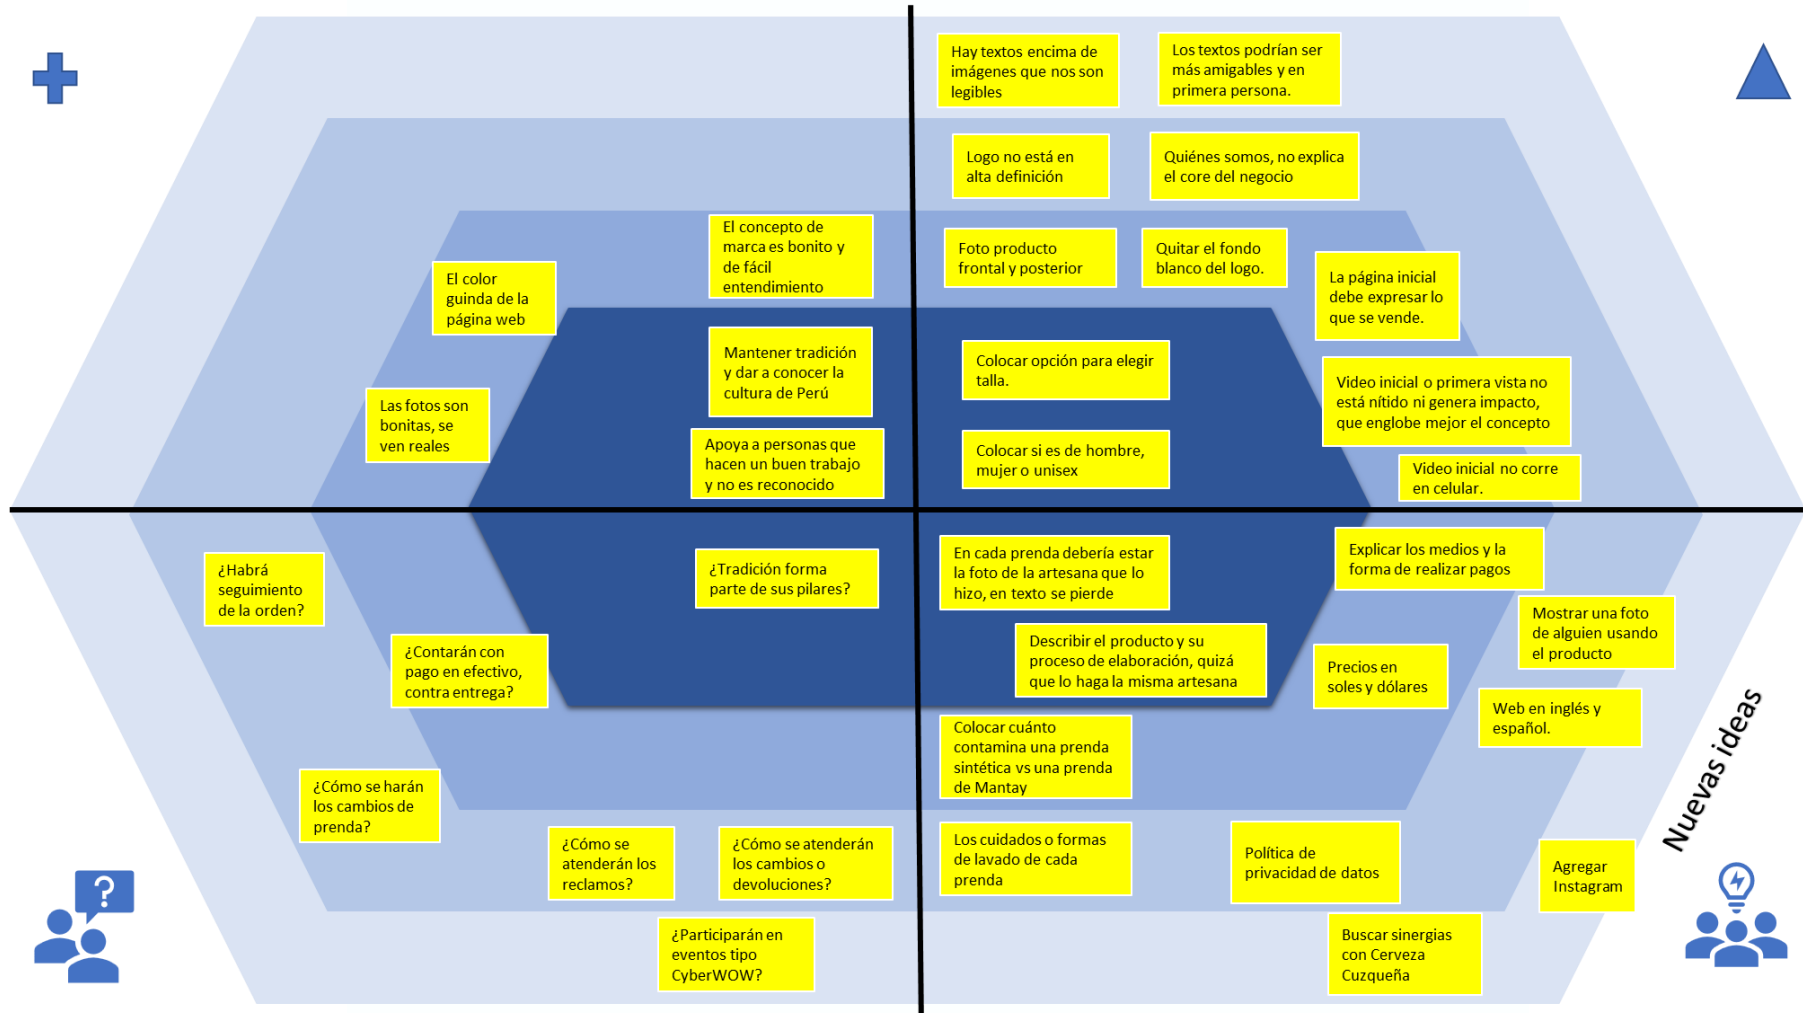 El color
guinda de la
página web
El concepto de
marca es bonito y
de fácil
entendimiento
Las fotos son
bonitas, se
ven reales
Mantener tradición
y dar a conocer la
cultura de Perú
Apoya a personas que
hacen un buen trabajo
y no es reconocido
Hay textos encima de
imágenes que nos son
legibles
Los textos podrían ser
más amigables y en
primera persona.
Logo no está en
alta definición
Quiénes somos, no explica
el core del negocio
Foto producto
frontal y posterior
Quitar el fondo
blanco del logo.
La página inicial
debe expresar lo
que se vende.
Colocar opción para elegir
talla.
Video inicial o primera vista no
está nítido ni genera impacto,
que englobe mejor el concepto
Colocar si es de hombre,
mujer o unisex
Video inicial no corre
en celular.
¿Habrá
seguimiento
de la orden?
¿Tradición forma
parte de sus pilares?
¿Contarán con
pago en efectivo,
contra entrega?
¿Cómo se harán
los cambios de
prenda?
¿Cómo se
atenderán los
reclamos?
¿Cómo se atenderán
los cambios o
devoluciones?
¿Participarán en
eventos tipo
CyberWOW?
?
En cada prenda debería estar
la foto de la artesana que lo
hizo, en texto se pierde
Explicar los medios y la
forma de realizar pagos
Describir el producto y su
proceso de elaboración, quizá
que lo haga la misma artesana
Mostrar una foto
de alguien usando
el producto
Precios en
soles y dólares
Web en inglés y
español.
Colocar cuánto
contamina una prenda
sintética vs una prenda
de Mantay
Los cuidados o formas
de lavado de cada
prenda
Política de
privacidad de datos
Agregar
Instagram
Buscar sinergias
con Cerveza
Cuzqueña
Nuevas ideas